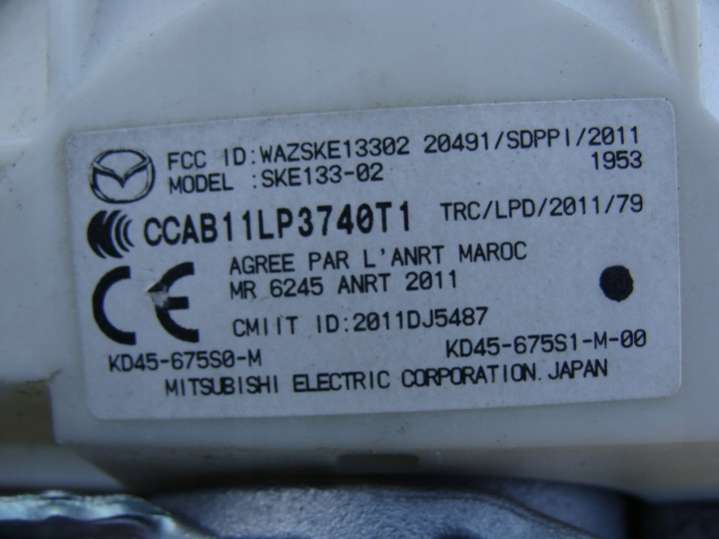 FCC ID:WAZSKE13302 20491/SDPPI/2011
MODEL :SKE133-02 1953
CCAB11LP3740T1 TRC/LPD/2011/79
AGREE PAR L'ANRT MAROC
MR 6245 ANRT 2011
CE
CMIIT ID:2011DJ5487
KD45-675S0-M KD45-675S1-M-00
MITSUBISHI ELECTRIC CORPORATION. JAPAN